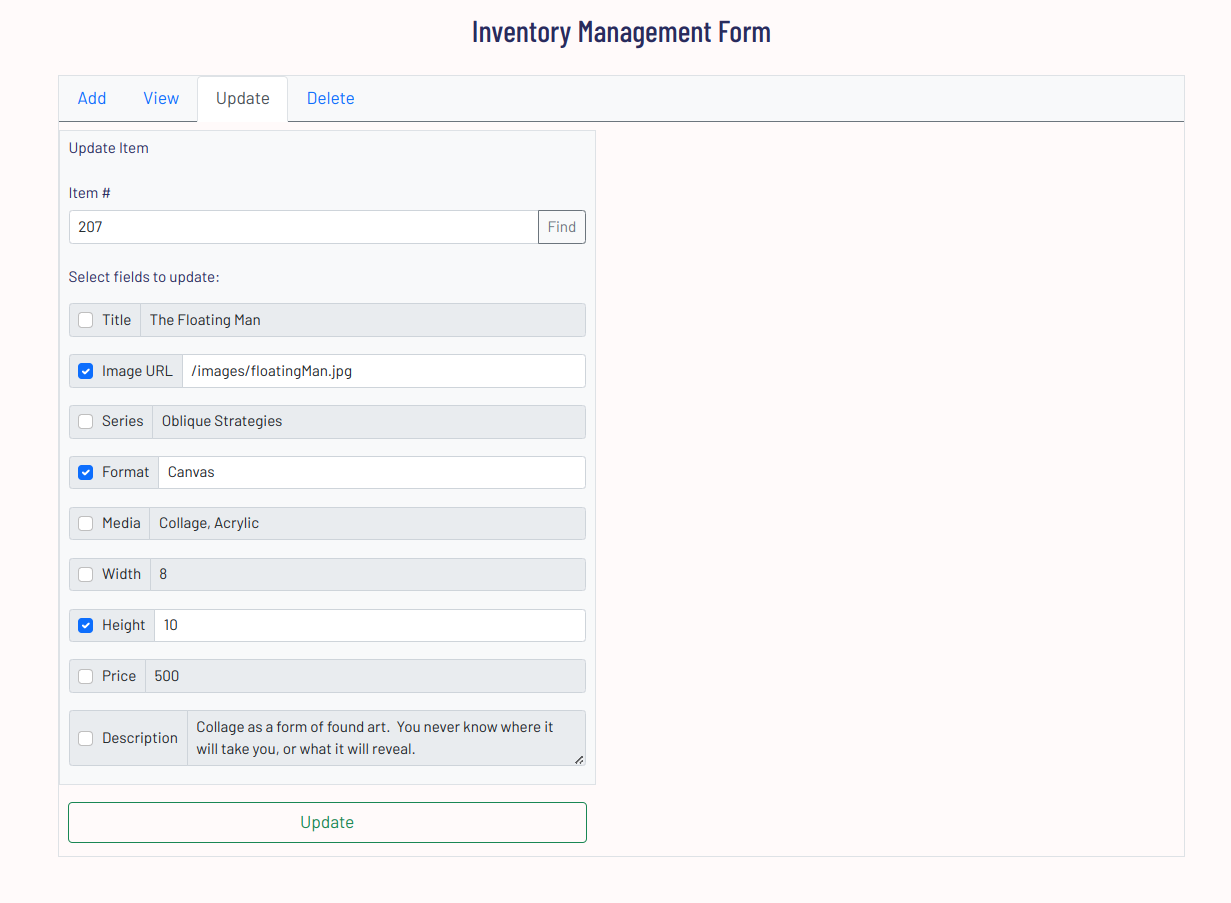 Inventory Management Form
Add View Update Delete
Update Item
Item #
207 Find
Select fields to update:
Title The Floating Man
Image URL /images/floatingMan.jpg
Series Oblique Strategies
Format Canvas
Media Collage, Acrylic
Width 8
Height 10
Price 500
Description Collage as a form of found art.  You never know where it
will take you, or what it will reveal.
Update